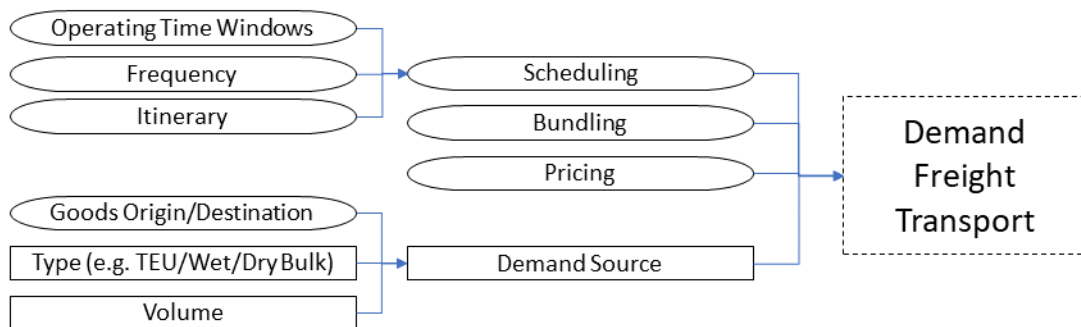 Operating Time Windows
Frequency
Itinerary
Scheduling
Bundling
Pricing
Goods Origin/Destination
Type (e.g. TEU/Wet/Dry Bulk)
Volume
Demand Source
Demand
Freight
Transport